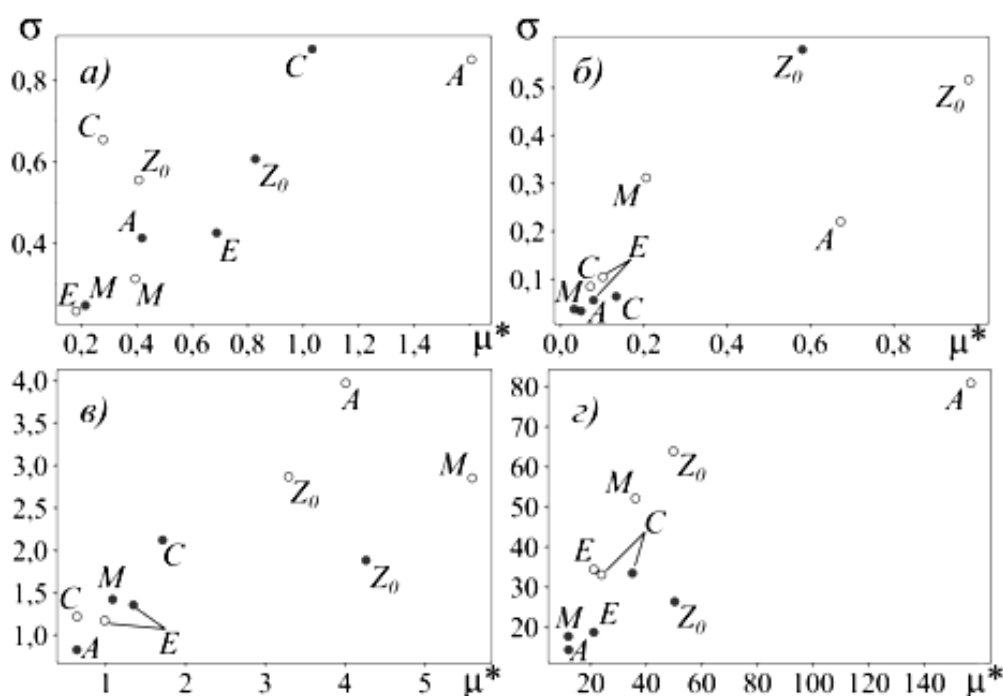 σ
а)
C
A
0,8
C
Z₀
Z₀
0,6
A
E
0,4
E
M
M
0,2 0,4 0,6 0,8 1,0 1,2 1,4 μ*
σ
б)
Z₀
Z₀
0,5
0,4
M
0,3
A
0,2
E
C
0,1
M
A
C
0,0 0,2 0,4 0,6 0,8 μ*
4,0
в)
A
3,5
3,0
M
Z₀
2,5
C
2,0
Z₀
M
1,5
C
1,0
A
E
1 2 3 4 5 μ*
80
г)
A
70
60
Z₀
M
50
C
40
E
30
Z₀
M
E
20
A
20 40 60 80 100 120 140 μ*